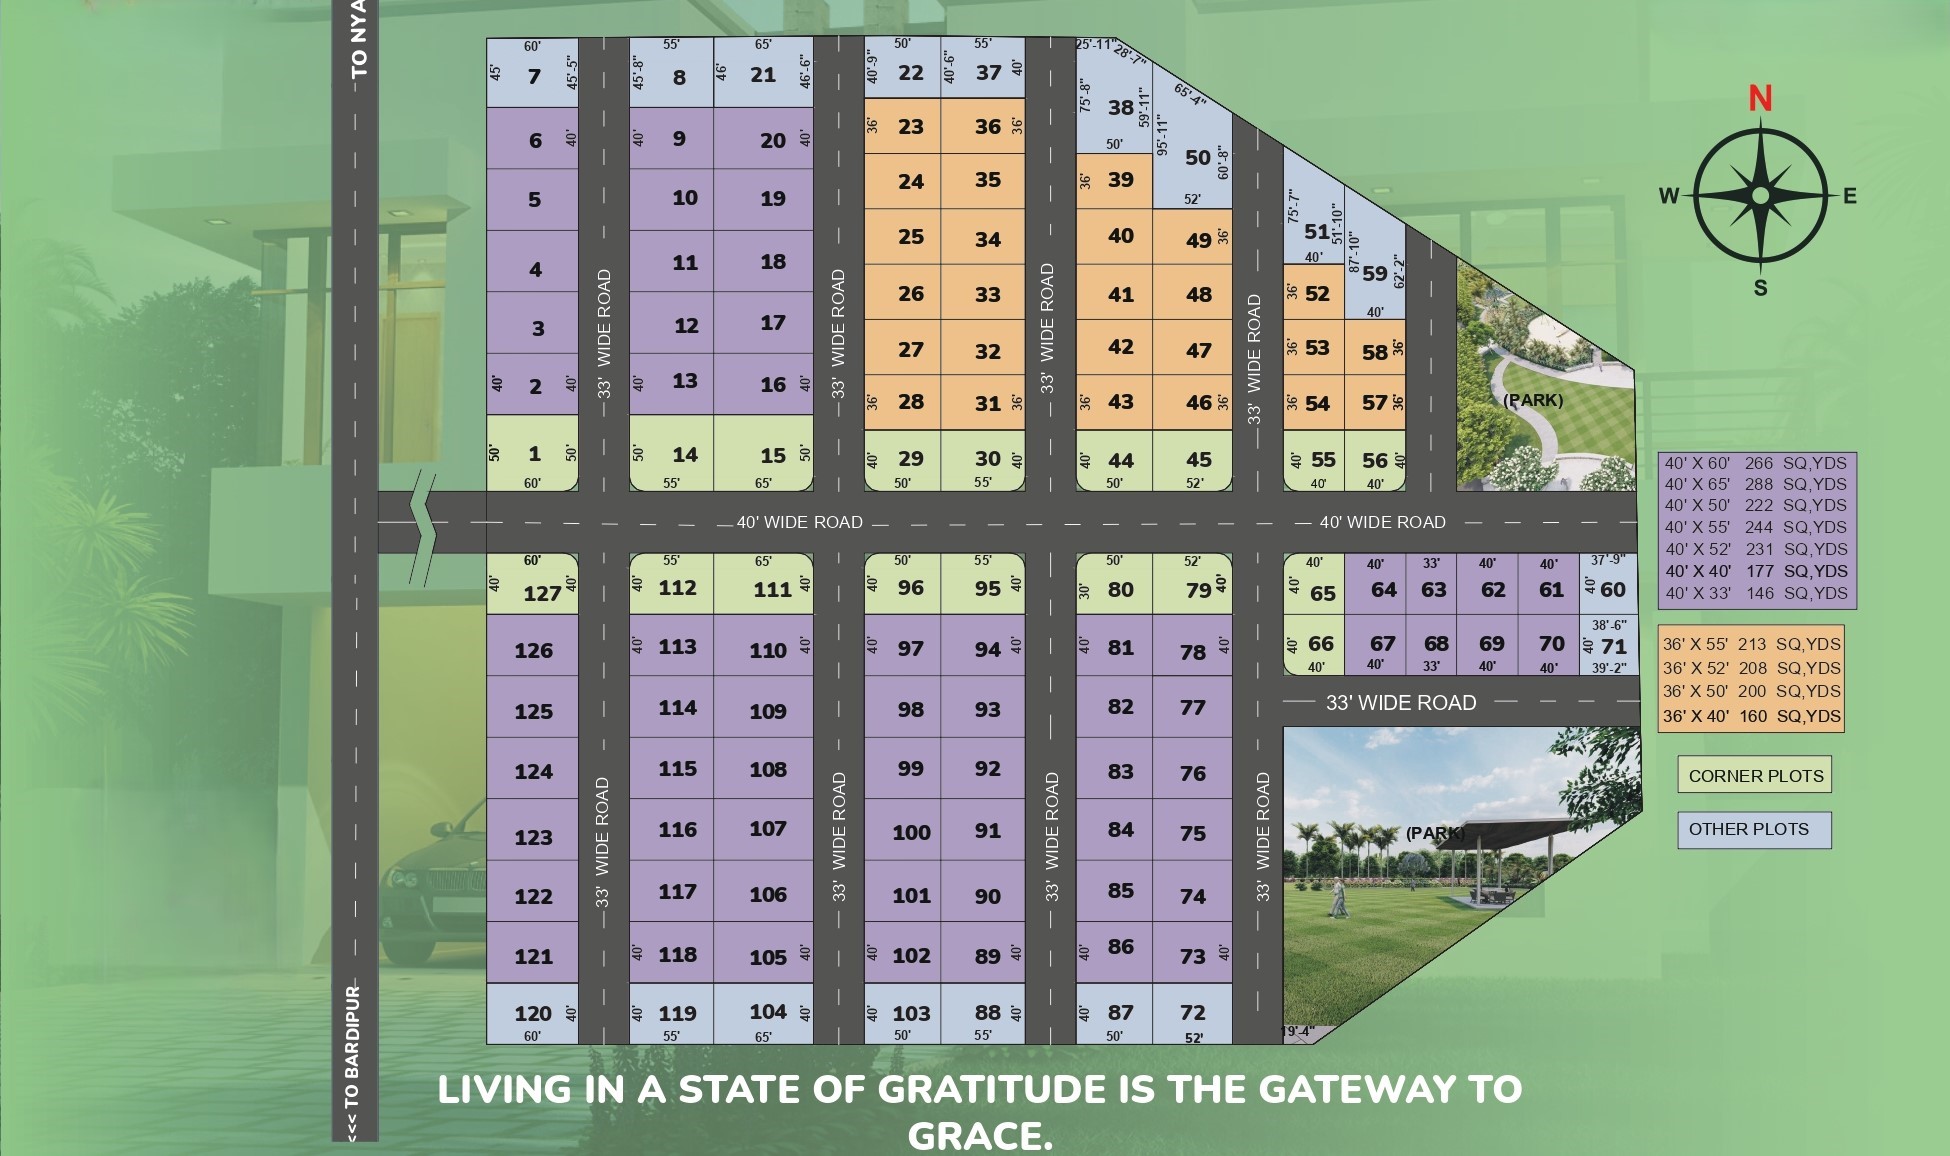 TO NYA
60' 55' 65' 50' 55' 25'-11" 28'-7"
45' 7 45'-5" 45'-8" 8 46' 21 46'-6" 40'-9" 22 40'-6" 37 40' 75'-8" 38 59'-11" 65'-4"
50' 95'-11" 50 60'-8" 52'
6 40' 40' 9 20 40' 36' 23 36 36'
5 10 19 24 35 36' 39
4 11 18 25 34 40 49 36' 75'-7" 51 51'-10" 40' 87'-10" 59 62'-2" 40'
3 12 17 26 33 41 48 36' 52
27 32 42 47 36' 53 58 36'
40' 2 40' 40' 13 16 40' 36' 28 31 36' 36' 43 46 36' 36' 54 57 36'
50' 1 50' 50' 14 15 50' 40' 29 30 40' 40' 44 45 40' 55 56 40'
60' 55' 65' 50' 55' 50' 52' 40' 40'
33' WIDE ROAD
33' WIDE ROAD
33' WIDE ROAD
33' WIDE ROAD
(PARK)
N
W E
S
40' WIDE ROAD 40' WIDE ROAD
60' 55' 65' 50' 55' 50' 52' 40' 40' 33' 40' 40' 37'-9"
40' 127 40' 40' 112 111 40' 40' 96 95 40' 30' 80 79 40' 40' 65 64 63 62 61 40' 60
126 40' 113 110 40' 40' 97 94 40' 40' 81 78 40' 40' 66 67 68 69 70 40' 71 38'-6"
40' 40' 33' 40' 40' 39'-2"
125 114 109 98 93 82 77
33' WIDE ROAD
124 115 108 99 92 83 76
123 116 107 100 91 84 75
122 117 106 101 90 85 74
121 40' 118 105 40' 40' 102 89 40' 40' 86 73 40'
120 40' 40' 119 104 40' 40' 103 88 40' 40' 87 72
60' 55' 65' 50' 55' 50' 52'
33' WIDE ROAD
33' WIDE ROAD
33' WIDE ROAD
33' WIDE ROAD
(PARK)
19'-4"
40' X 60' 266 SQ,YDS
40' X 65' 288 SQ,YDS
40' X 50' 222 SQ,YDS
40' X 55' 244 SQ,YDS
40' X 52' 231 SQ,YDS
40' X 40' 177 SQ,YDS
40' X 33' 146 SQ,YDS
36' X 55' 213 SQ,YDS
36' X 52' 208 SQ,YDS
36' X 50' 200 SQ,YDS
36' X 40' 160 SQ,YDS
CORNER PLOTS
OTHER PLOTS
<<< TO BARDIPUR
LIVING IN A STATE OF GRATITUDE IS THE GATEWAY TO
GRACE.